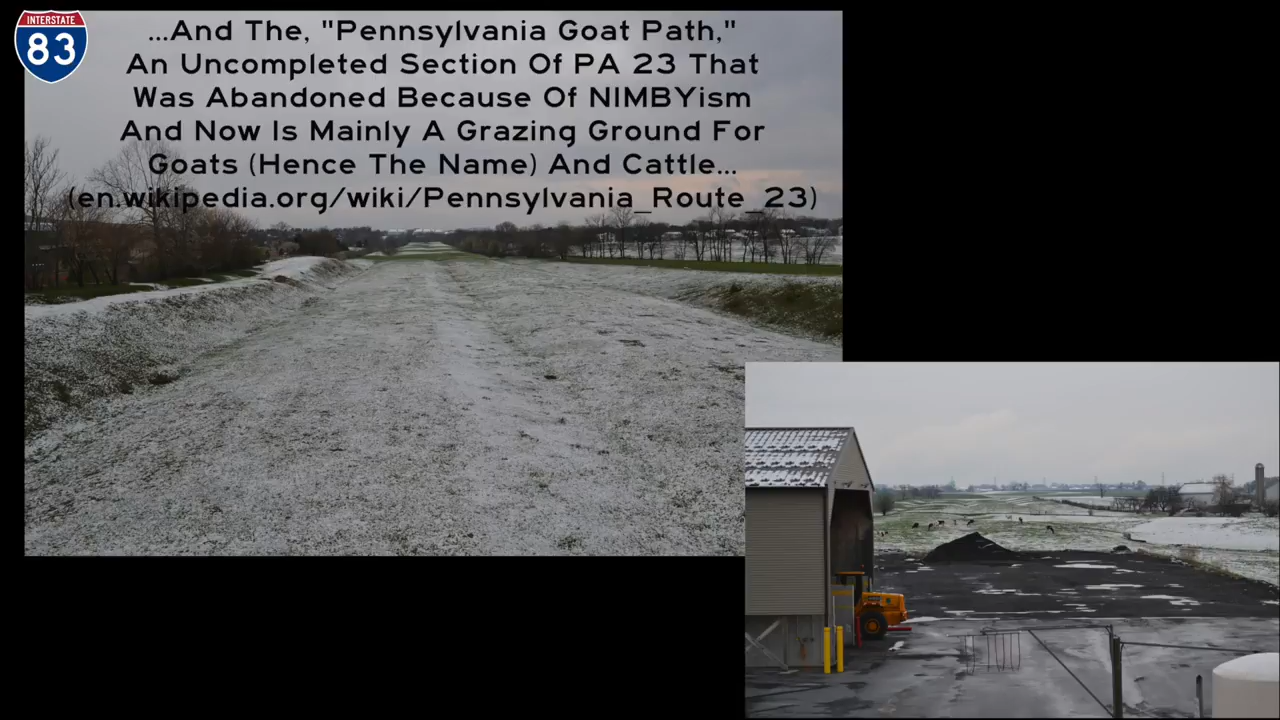 INTERSTATE
83
...And The, "Pennsylvania Goat Path,"
An Uncompleted Section Of PA 23 That
Was Abandoned Because Of NIMBYism
And Now Is Mainly A Grazing Ground For
Goats (Hence The Name) And Cattle...
(en.wikipedia.org/wiki/Pennsylvania_Route_23)